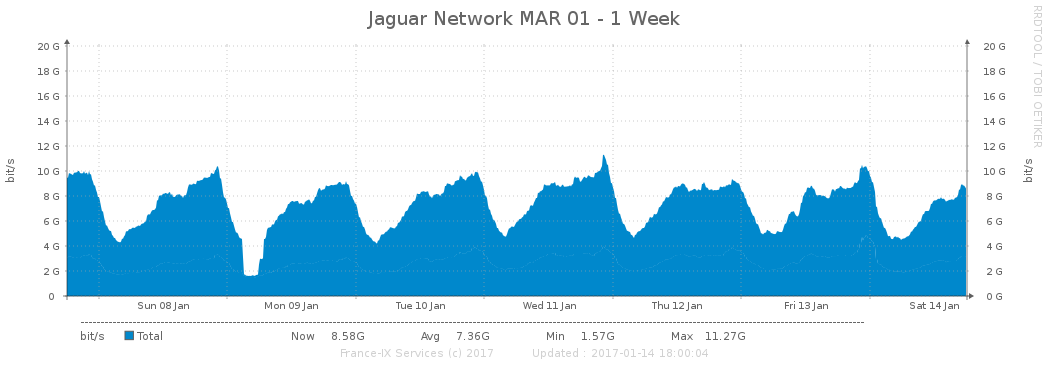 Jaguar Network MAR 01 - 1 Week
RRDTOOL / TOBI OETIKER
bit/s
bit/s
20 G 20 G
18 G 18 G
16 G 16 G
14 G 14 G
12 G 12 G
10 G 10 G
8 G 8 G
6 G 6 G
4 G 4 G
2 G 2 G
0 0 G
Sun 08 Jan Mon 09 Jan Tue 10 Jan Wed 11 Jan Thu 12 Jan Fri 13 Jan Sat 14 Jan
bit/s Total Now 8.58G Avg 7.36G Min 1.57G Max 11.27G
France-IX Services (c) 2017 Updated : 2017-01-14 18:00:04